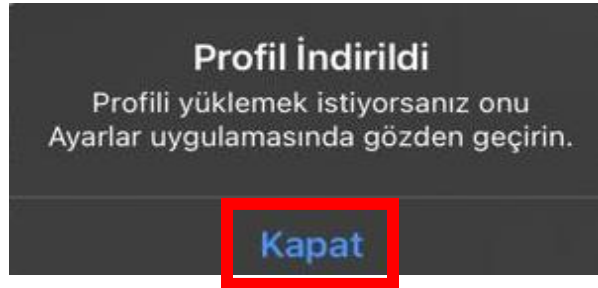 Profil İndirildi
Profili yüklemek istiyorsanız onu
Ayarlar uygulamasında gözden geçirin.
Kapat